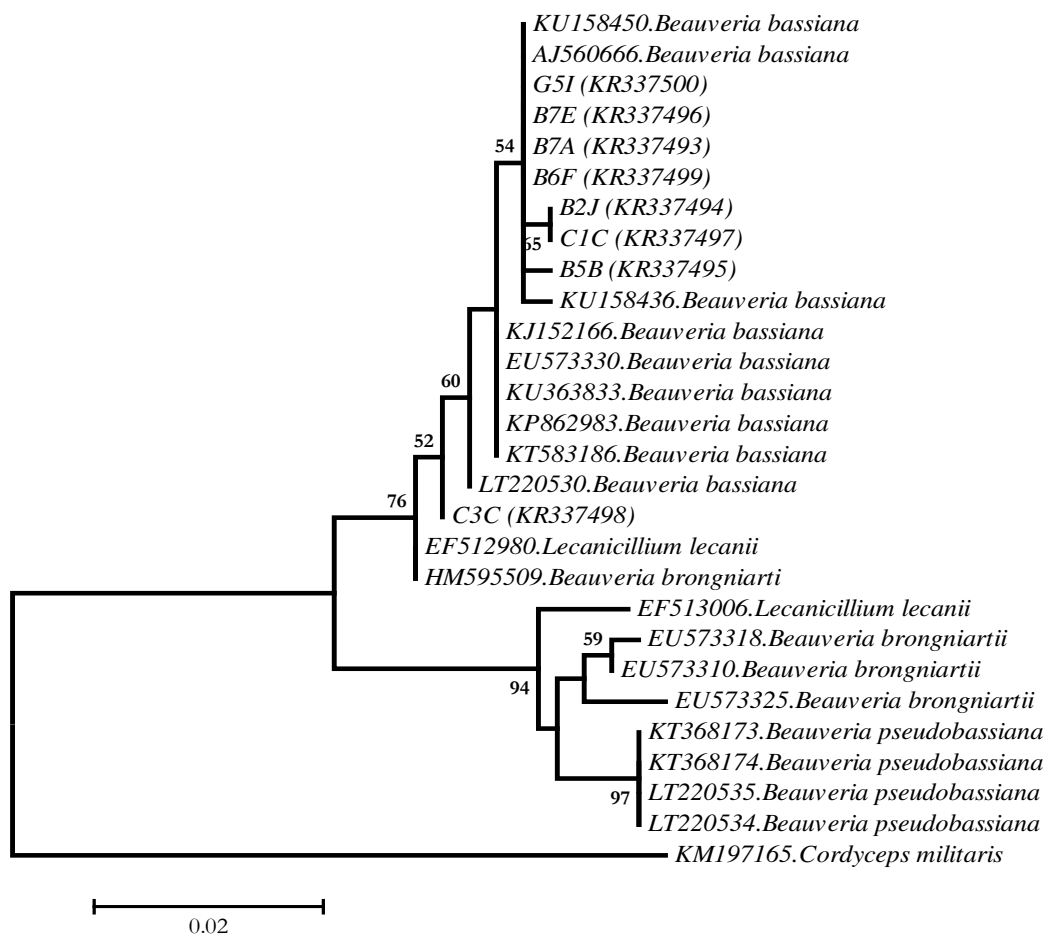 KU158450.Beauveria bassiana
AJ560666.Beauveria bassiana
G5I (KR337500)
B7E (KR337496)
54
B7A (KR337493)
B6F (KR337499)
B2J (KR337494)
65
C1C (KR337497)
B5B (KR337495)
KU158436.Beauveria bassiana
KJ152166.Beauveria bassiana
EU573330.Beauveria bassiana
60
KU363833.Beauveria bassiana
KP862983.Beauveria bassiana
52
KT583186.Beauveria bassiana
LT220530.Beauveria bassiana
76
C3C (KR337498)
EF512980.Lecanicillium lecanii
HM595509.Beauveria brongniarti
EF513006.Lecanicillium lecanii
59
EU573318.Beauveria brongniartii
EU573310.Beauveria brongniartii
94
EU573325.Beauveria brongniartii
KT368173.Beauveria pseudobassiana
KT368174.Beauveria pseudobassiana
97
LT220535.Beauveria pseudobassiana
LT220534.Beauveria pseudobassiana
KM197165.Cordyceps militaris
0.02